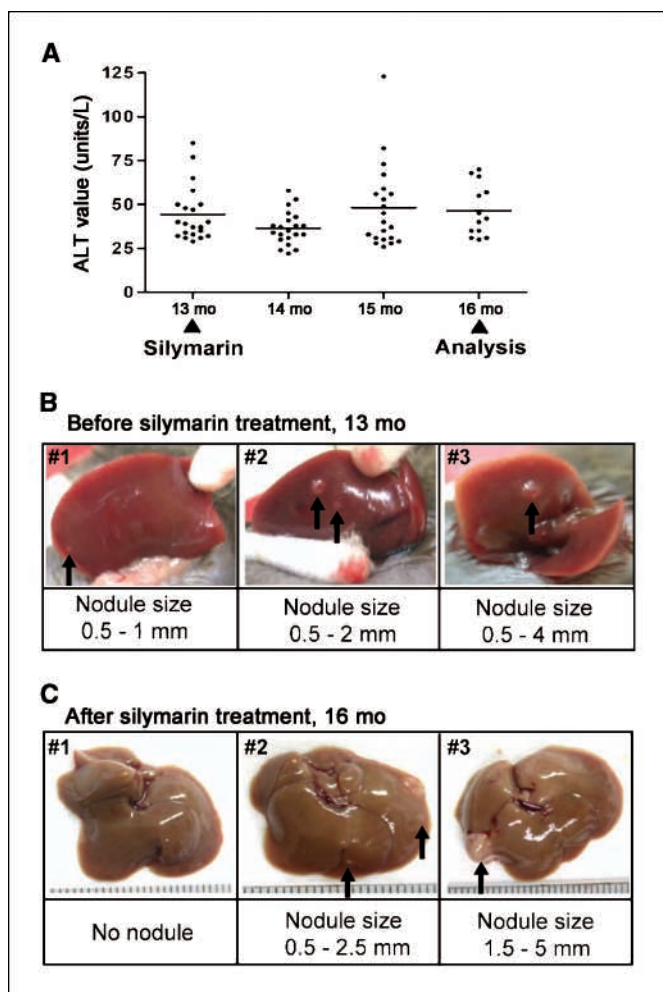 A
ALT value (units/L)
125
100
75
50
25
0
13 mo 14 mo 15 mo 16 mo
Silymarin Analysis
B
Before silymarin treatment, 13 mo
#1 #2 #3
Nodule size Nodule size Nodule size
0.5 - 1 mm 0.5 - 2 mm 0.5 - 4 mm
C
After silymarin treatment, 16 mo
#1 #2 #3
No nodule Nodule size Nodule size
0.5 - 2.5 mm 1.5 - 5 mm